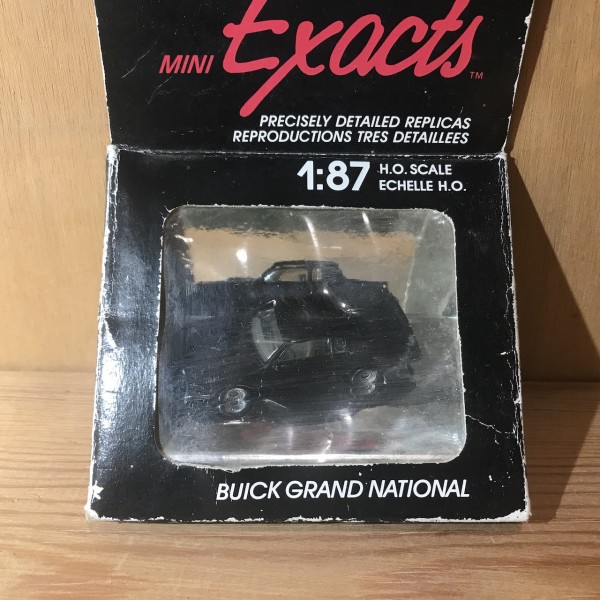 MINI Exacts™
PRECISELY DETAILED REPLICAS
REPRODUCTIONS TRES DETAILLEES
1:87 H.O. SCALE
ECHELLE H.O.
BUICK GRAND NATIONAL